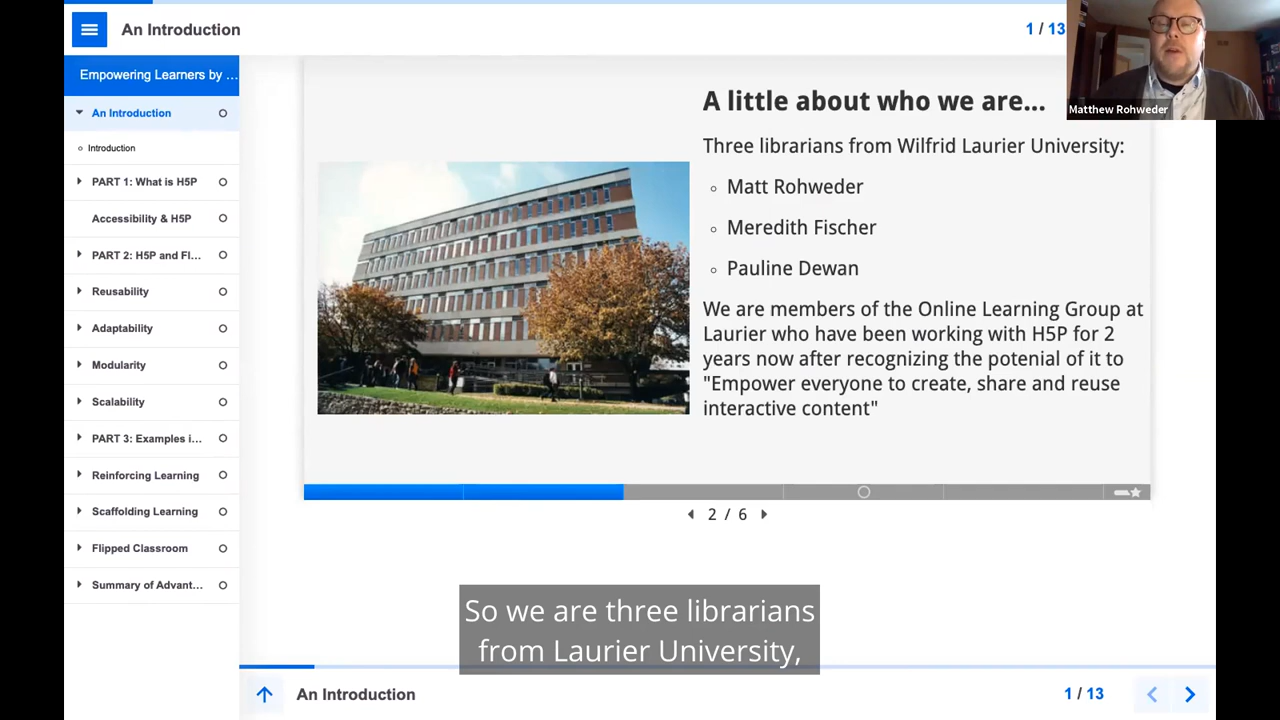 An Introduction
1 / 13
Matthew Rohweder
Empowering Learners by ...
An Introduction
Introduction
PART 1: What is H5P
Accessibility & H5P
PART 2: H5P and Fl...
Reusability
Adaptability
Modularity
Scalability
PART 3: Examples i...
Reinforcing Learning
Scaffolding Learning
Flipped Classroom
Summary of Advant...
A little about who we are...
Three librarians from Wilfrid Laurier University:
Matt Rohweder
Meredith Fischer
Pauline Dewan
We are members of the Online Learning Group at
Laurier who have been working with H5P for 2
years now after recognizing the potenial of it to
"Empower everyone to create, share and reuse
interactive content"
2 / 6
So we are three librarians
from Laurier University,
An Introduction
1 / 13